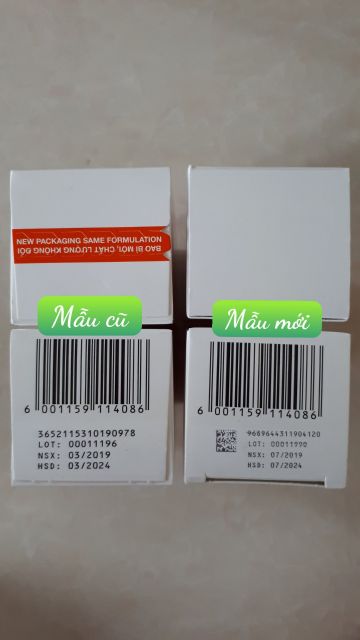 NEW PACKAGING SAME FORMULATION
BAO BÌ MỚI, CHẤT LƯỢNG KHÔNG ĐỔI
Mẫu cũ
Mẫu mới
6 001159 114086
3652115310190978
LOT: 00011196
NSX: 03/2019
HSD: 03/2024
6 001159 114086
9669644311904120
LOT: 00011990
NSX: 07/2019
HSD: 07/2024